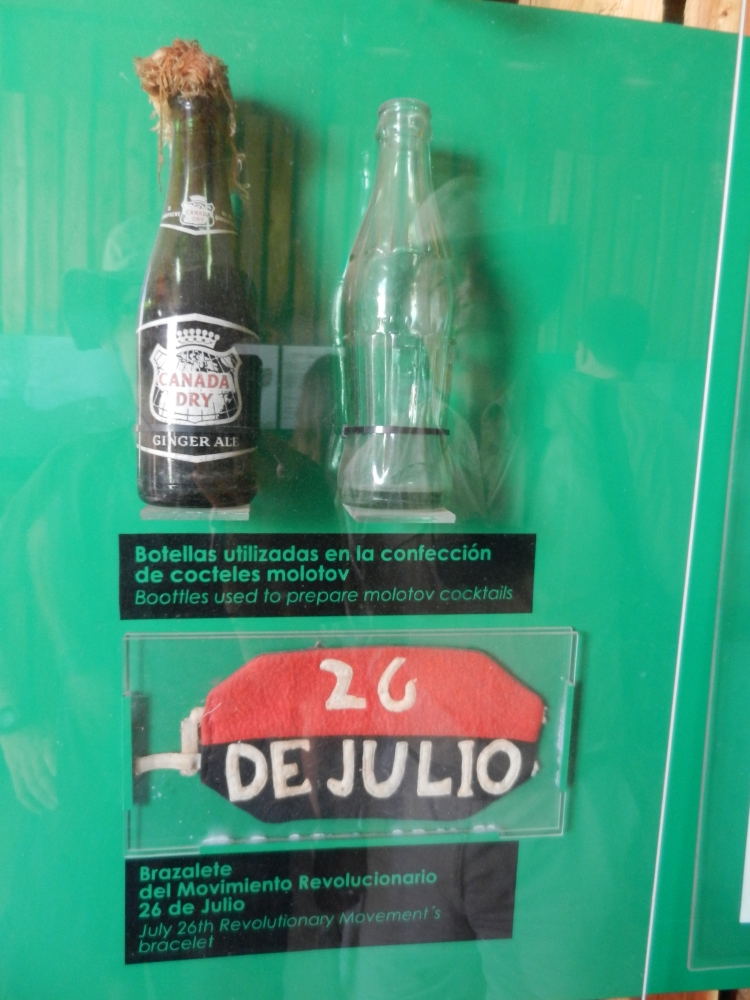 CANADA
DRY
GINGER ALE
Botellas utilizadas en la confección
de cocteles molotov
Boottles used to prepare molotov cocktails
26
DE JULIO
Brazalete
del Movimiento Revolucionario
26 de Julio
July 26th Revolutionary Movement´s
bracelet